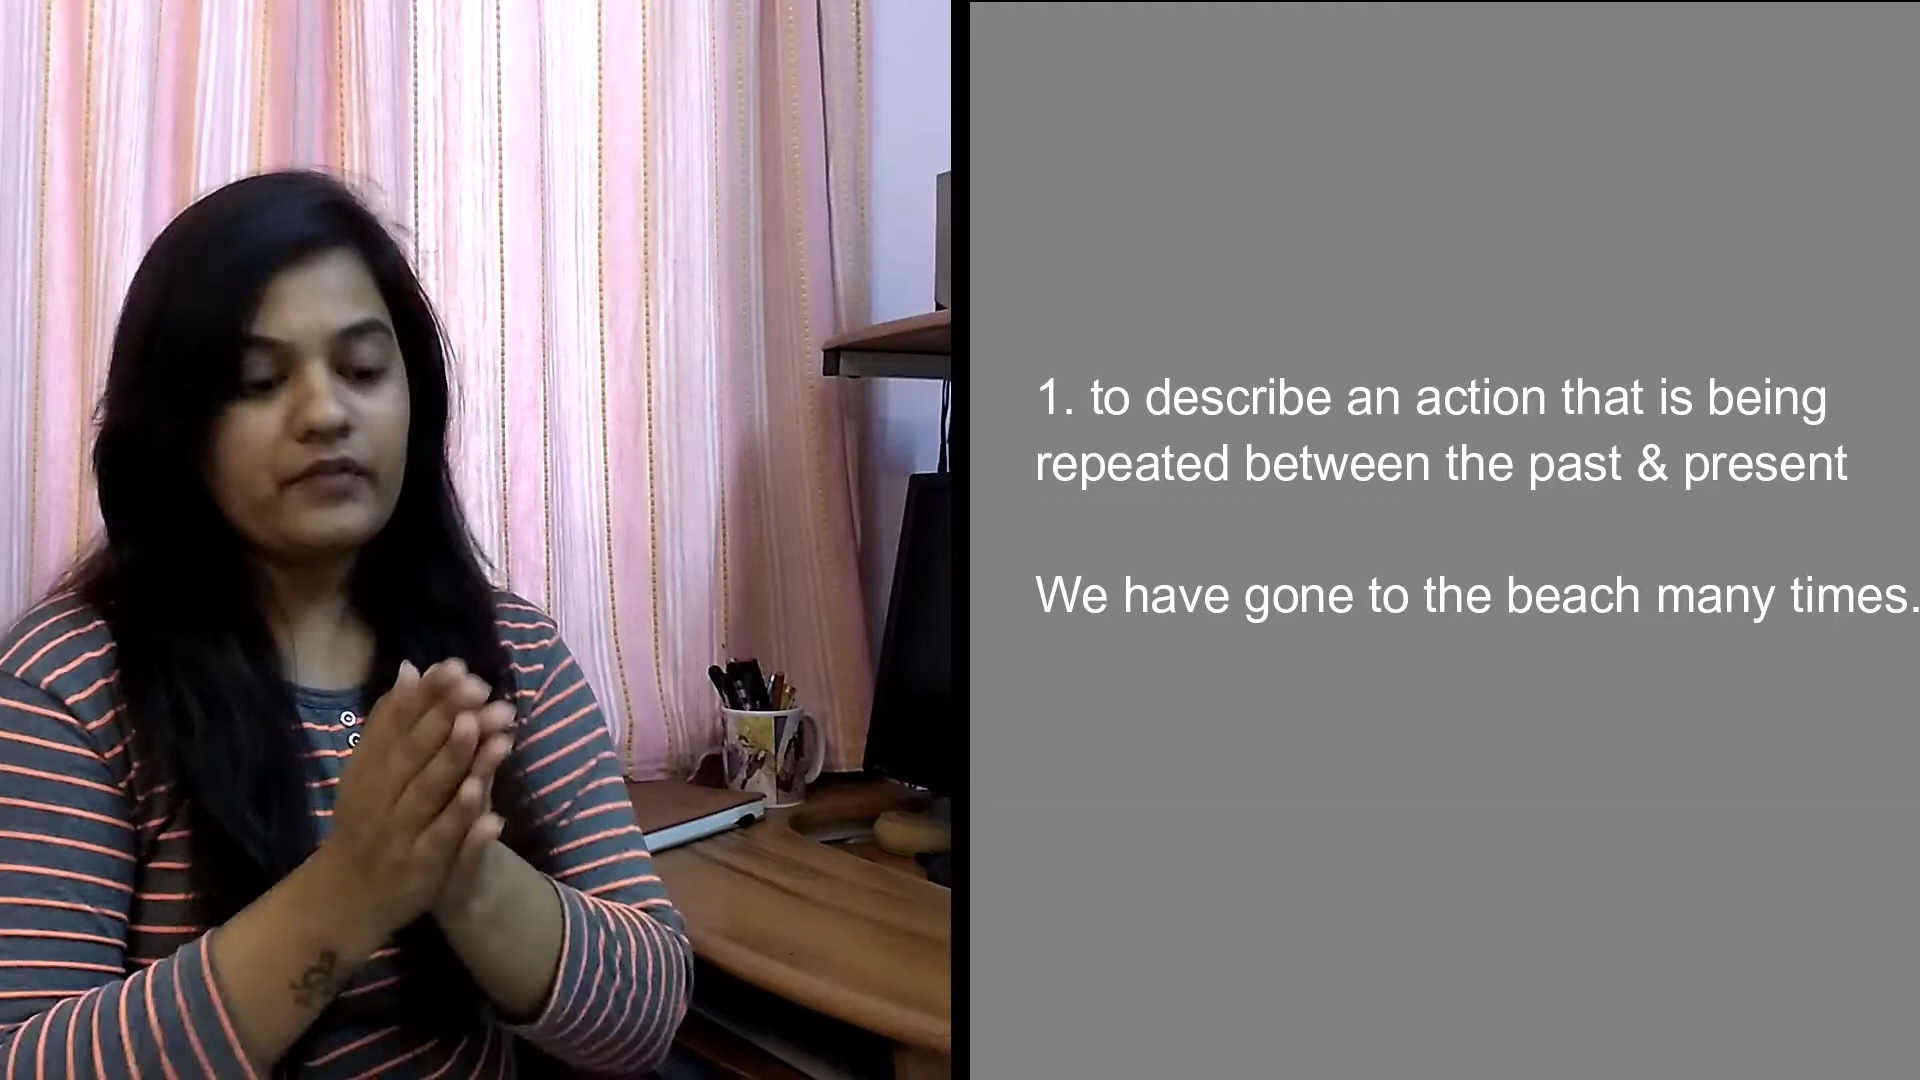 1. to describe an action that is being
repeated between the past & present
We have gone to the beach many times.